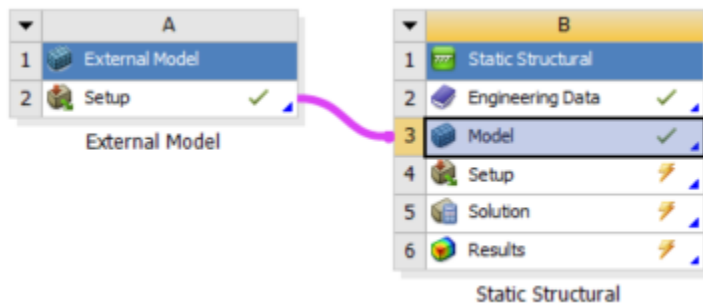 A
1 External Model
2 Setup
External Model
B
1 Static Structural
2 Engineering Data
3 Model
4 Setup
5 Solution
6 Results
Static Structural